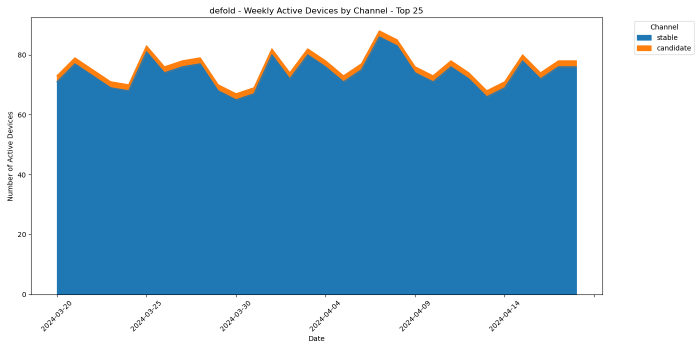 defold - Weekly Active Devices by Channel - Top 25
Channel
stable
candidate
Number of Active Devices
80
60
40
20
0
2024-03-20
2024-03-25
2024-03-30
2024-04-04
2024-04-09
2024-04-14
Date